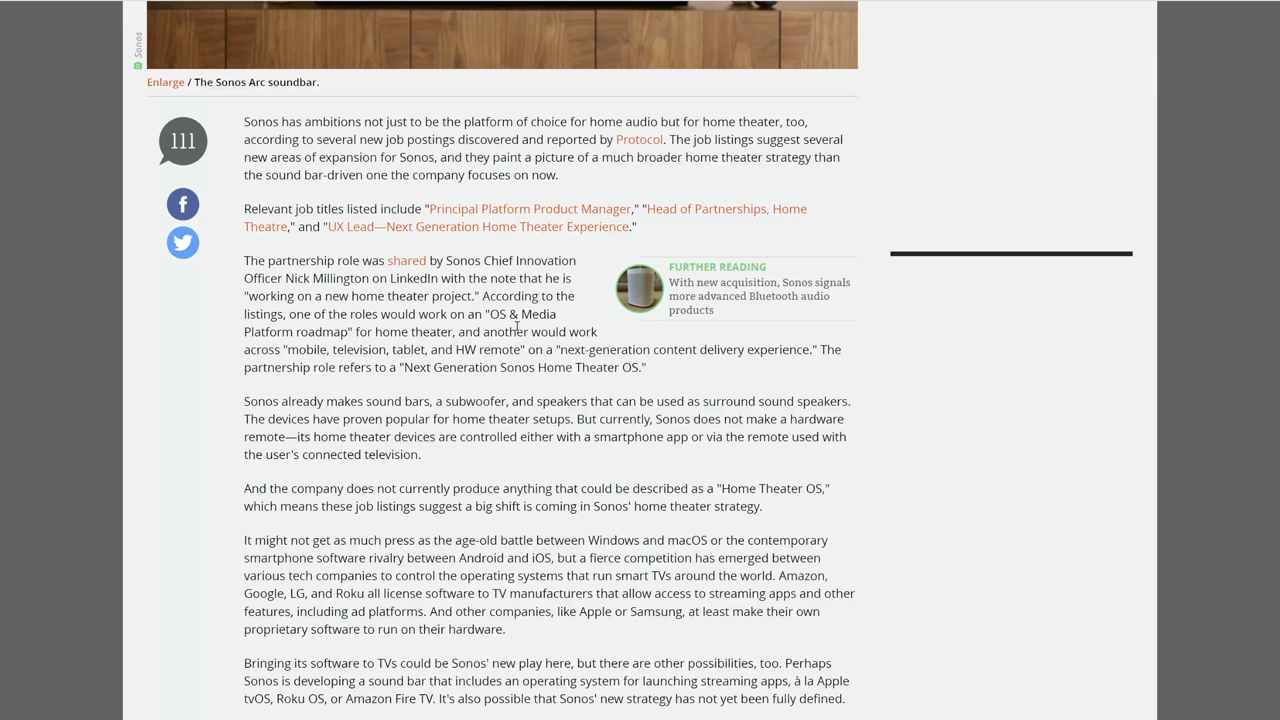 Sonos
Enlarge / The Sonos Arc soundbar.
111
Sonos has ambitions not just to be the platform of choice for home audio but for home theater, too,
according to several new job postings discovered and reported by Protocol. The job listings suggest several
new areas of expansion for Sonos, and they paint a picture of a much broader home theater strategy than
the sound bar-driven one the company focuses on now.
Relevant job titles listed include "Principal Platform Product Manager," "Head of Partnerships, Home
Theatre," and "UX Lead—Next Generation Home Theater Experience."
The partnership role was shared by Sonos Chief Innovation
Officer Nick Millington on LinkedIn with the note that he is
"working on a new home theater project." According to the
listings, one of the roles would work on an "OS & Media
Platform roadmap" for home theater, and another would work
across "mobile, television, tablet, and HW remote" on a "next-generation content delivery experience." The
partnership role refers to a "Next Generation Sonos Home Theater OS."
FURTHER READING
With new acquisition, Sonos signals
more advanced Bluetooth audio
products
Sonos already makes sound bars, a subwoofer, and speakers that can be used as surround sound speakers.
The devices have proven popular for home theater setups. But currently, Sonos does not make a hardware
remote—its home theater devices are controlled either with a smartphone app or via the remote used with
the user's connected television.
And the company does not currently produce anything that could be described as a "Home Theater OS,"
which means these job listings suggest a big shift is coming in Sonos' home theater strategy.
It might not get as much press as the age-old battle between Windows and macOS or the contemporary
smartphone software rivalry between Android and iOS, but a fierce competition has emerged between
various tech companies to control the operating systems that run smart TVs around the world. Amazon,
Google, LG, and Roku all license software to TV manufacturers that allow access to streaming apps and other
features, including ad platforms. And other companies, like Apple or Samsung, at least make their own
proprietary software to run on their hardware.
Bringing its software to TVs could be Sonos' new play here, but there are other possibilities, too. Perhaps
Sonos is developing a sound bar that includes an operating system for launching streaming apps, à la Apple
tvOS, Roku OS, or Amazon Fire TV. It's also possible that Sonos' new strategy has not yet been fully defined.